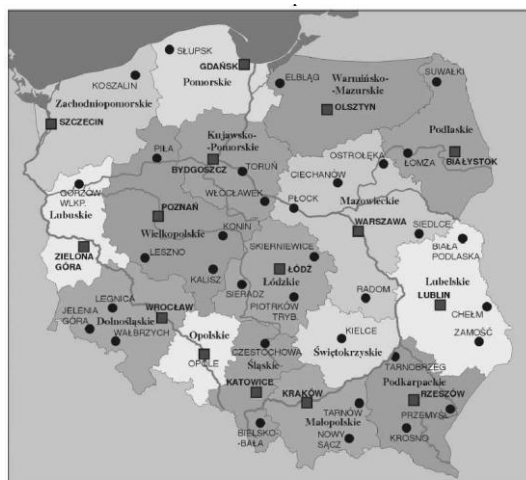 SŁUPSK
GDAŃSK
Pomorskie
KOSZALIN
Zachodniopomorskie
SZCZECIN
ELBLĄG
Warmińsko-
-Mazurskie
OLSZTYN
SUWAŁKI
Podlaskie
BIAŁYSTOK
ŁOMŻA
OSTROŁĘKA
Kujawsko-
-Pomorskie
PIŁA
BYDGOSZCZ
TORUŃ
WŁOCŁAWEK
CIECHANÓW
PŁOCK
Mazowieckie
WARSZAWA
SIEDLCE
RADOM
GORZÓW
WLKP.
Lubuskie
ZIELONA
GÓRA
POZNAŃ
Wielkopolskie
KONIN
LESZNO
KALISZ
SKIERNIEWICE
ŁÓDŹ
Łódzkie
SIERADZ
PIOTRKÓW
TRYB.
BIAŁA
PODLASKA
Lubelskie
LUBLIN
CHEŁM
ZAMOŚĆ
LEGNICA
JELENIA
GÓRA
Dolnośląskie
WROCŁAW
WAŁBRZYCH
Opolskie
OPOLE
CZĘSTOCHOWA
Śląskie
KATOWICE
BIELSKO-
-BAŁA
KIELCE
Świętokrzyskie
KRAKÓW
TARNÓW
Małopolskie
NOWY
SĄCZ
TARNOBRZEG
Podkarpackie
RZESZÓW
PRZEMYŚL
KROSNO